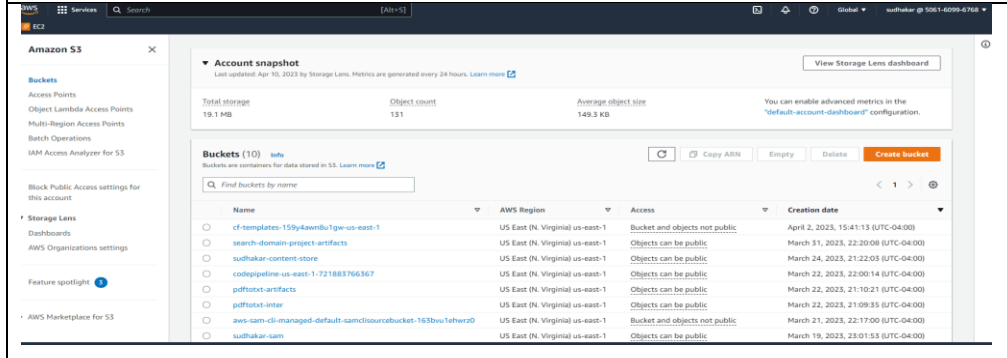 aws Services Search [Alt+S] Global ▼ sudhakar @ 5061-6099-6768 ▼
EC2
Amazon S3
Buckets
Access Points
Object Lambda Access Points
Multi-Region Access Points
Batch Operations
IAM Access Analyzer for S3
Block Public Access settings for
this account
Storage Lens
Dashboards
AWS Organizations settings
Feature spotlight 3
AWS Marketplace for S3
Account snapshot
Last updated: Apr 10, 2023 by Storage Lens. Metrics are generated every 24 hours. Learn more
View Storage Lens dashboard
Total storage Object count Average object size
19.1 MB 131 149.3 KB
You can enable advanced metrics in the
"default-account-dashboard" configuration.
Buckets (10) Info
Buckets are containers for data stored in S3. Learn more
Copy ARN Empty Delete Create bucket
Find buckets by name
1
Name AWS Region Access Creation date
cf-templates-159y4awn8u1gw-us-east-1 US East (N. Virginia) us-east-1 Bucket and objects not public April 2, 2023, 15:41:13 (UTC-04:00)
search-domain-project-artifacts US East (N. Virginia) us-east-1 Objects can be public March 31, 2023, 22:20:08 (UTC-04:00)
sudhakar-content-store US East (N. Virginia) us-east-1 Objects can be public March 24, 2023, 21:22:03 (UTC-04:00)
codepipeline-us-east-1-721883766367 US East (N. Virginia) us-east-1 Objects can be public March 22, 2023, 22:00:14 (UTC-04:00)
pdftotxt-artifacts US East (N. Virginia) us-east-1 Objects can be public March 22, 2023, 21:10:21 (UTC-04:00)
pdftotxt-inter US East (N. Virginia) us-east-1 Objects can be public March 22, 2023, 21:09:35 (UTC-04:00)
aws-sam-cli-managed-default-samclisourcebucket-163bvu1ehwrz0 US East (N. Virginia) us-east-1 Bucket and objects not public March 21, 2023, 22:17:00 (UTC-04:00)
sudhakar-sam US East (N. Virginia) us-east-1 Objects can be public March 19, 2023, 23:01:53 (UTC-04:00)